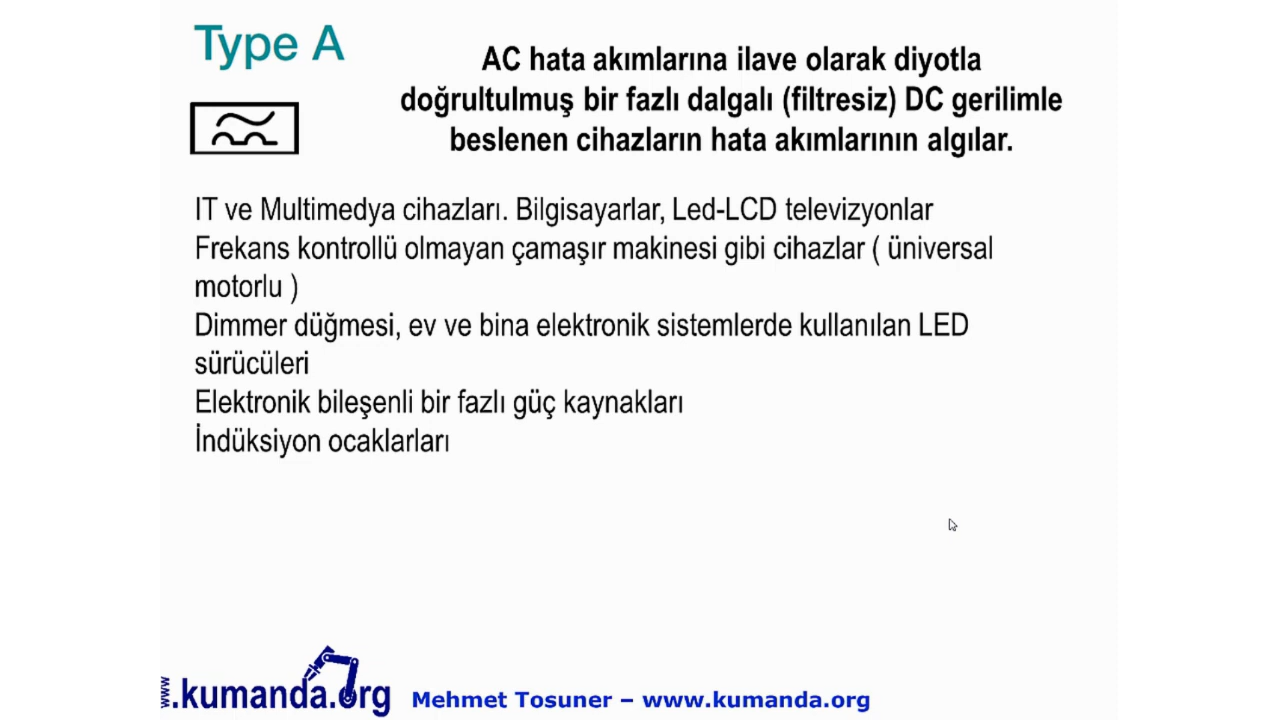 Type A
AC hata akımlarına ilave olarak diyotla
doğrultulmuş bir fazlı dalgalı (filtresiz) DC gerilimle
beslenen cihazların hata akımlarının algılar.
IT ve Multimedya cihazları. Bilgisayarlar, Led-LCD televizyonlar
Frekans kontrollü olmayan çamaşır makinesi gibi cihazlar ( üniversal
motorlu )
Dimmer düğmesi, ev ve bina elektronik sistemlerde kullanılan LED
sürücüleri
Elektronik bileşenli bir fazlı güç kaynakları
İndüksiyon ocaklarları
www.kumanda.org
Mehmet Tosuner – www.kumanda.org